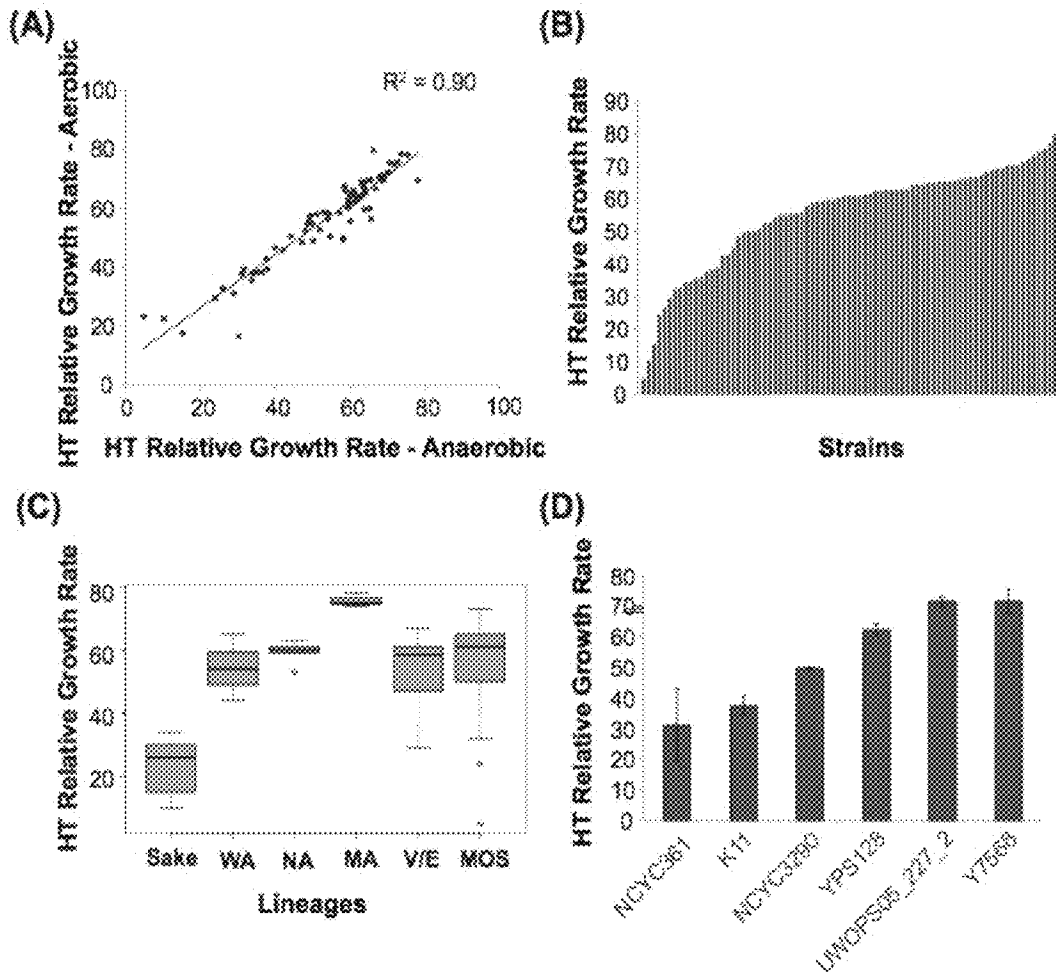 (A)
HT Relative Growth Rate - Aerobic
R² = 0.90
100
80
60
40
20
0
0 20 40 60 80 100
HT Relative Growth Rate - Anaerobic
(B)
HT Relative Growth Rate
90
80
70
60
50
40
30
20
10
0
Strains
(C)
HT Relative Growth Rate
80
60
40
20
Sake WA NA MA V/E MOS
Lineages
(D)
HT Relative Growth Rate
80
70
60
50
40
30
20
10
0
NCYC361
K11
NCYC3290
YPS128
UWOPS05_227_2
Y7568